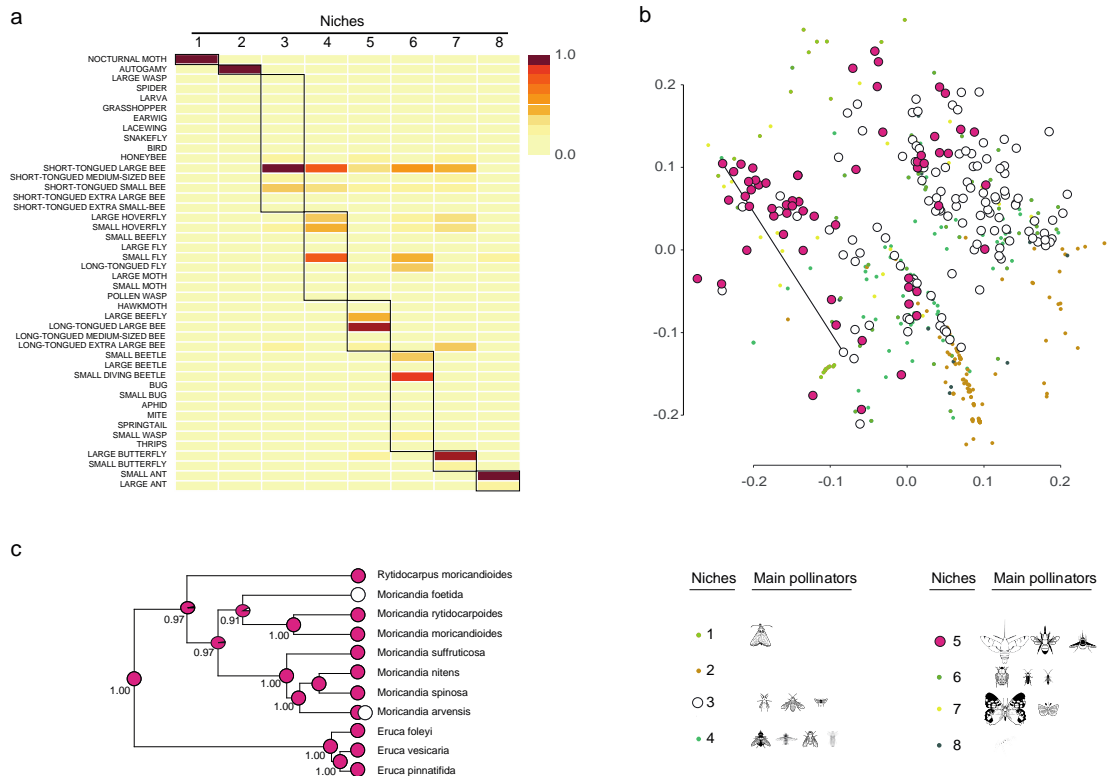 a
Niches
1 2 3 4 5 6 7 8
NOCTURNAL MOTH
AUTOGAMY
LARGE WASP
SPIDER
LARVA
GRASSHOPPER
EARWIG
LACEWING
SNAKEFLY
BIRD
HONEYBEE
SHORT-TONGUED LARGE BEE
SHORT-TONGUED MEDIUM-SIZED BEE
SHORT-TONGUED SMALL BEE
SHORT-TONGUED EXTRA LARGE BEE
SHORT-TONGUED EXTRA SMALL-BEE
LARGE HOVERFLY
SMALL HOVERFLY
SMALL BEEFLY
LARGE FLY
SMALL FLY
LONG-TONGUED FLY
LARGE MOTH
SMALL MOTH
POLLEN WASP
HAWKMOTH
LARGE BEEFLY
LONG-TONGUED LARGE BEE
LONG-TONGUED MEDIUM-SIZED BEE
LONG-TONGUED EXTRA LARGE BEE
SMALL BEETLE
LARGE BEETLE
SMALL DIVING BEETLE
BUG
SMALL BUG
APHID
MITE
SPRINGTAIL
SMALL WASP
THRIPS
LARGE BUTTERFLY
SMALL BUTTERFLY
SMALL ANT
LARGE ANT
1.0
0.0
b
0.2
0.1
0.0
-0.1
-0.2
-0.2 -0.1 0.0 0.1 0.2
c
Rytidocarpus moricandioides
Moricandia foetida
Moricandia rytidocarpoides
Moricandia moricandioides
Moricandia suffruticosa
Moricandia nitens
Moricandia spinosa
Moricandia arvensis
Eruca foleyi
Eruca vesicaria
Eruca pinnatifida
0.97
0.91
1.00
0.97
1.00
1.00
1.00
1.00
1.00
Niches Main pollinators
1
2
3
4
Niches Main pollinators
5
6
7
8